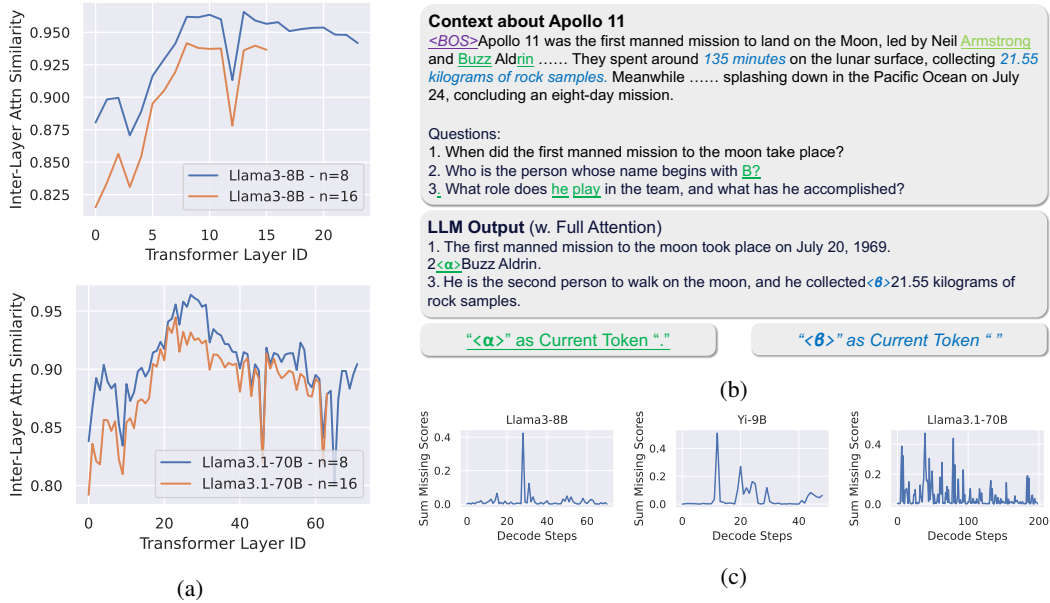 Inter-Layer Attn Similarity
0.950
0.925
0.900
0.875
0.850
0.825
Llama3-8B - n=8
Llama3-8B - n=16
0 5 10 15 20
Transformer Layer ID
Inter-Layer Attn Similarity
0.95
0.90
0.85
0.80
Llama3.1-70B - n=8
Llama3.1-70B - n=16
0 20 40 60
Transformer Layer ID
(a)
Context about Apollo 11
<BOS>Apollo 11 was the first manned mission to land on the Moon, led by Neil Armstrong
and Buzz Aldrin …… They spent around 135 minutes on the lunar surface, collecting 21.55
kilograms of rock samples. Meanwhile …… splashing down in the Pacific Ocean on July
24, concluding an eight-day mission.
Questions:
1. When did the first manned mission to the moon take place?
2. Who is the person whose name begins with B?
3. What role does he play in the team, and what has he accomplished?
LLM Output (w. Full Attention)
1. The first manned mission to the moon took place on July 20, 1969.
2<α>Buzz Aldrin.
3. He is the second person to walk on the moon, and he collected<β>21.55 kilograms of
rock samples.
“<α>” as Current Token “.”
“<β>” as Current Token “ ”
(b)
Llama3-8B
Sum Missing Scores
0.4
0.2
0.0
0 20 40 60
Decode Steps
Yi-9B
Sum Missing Scores
0.4
0.2
0.0
0 20 40
Decode Steps
Llama3.1-70B
Sum Missing Scores
0.4
0.2
0.0
0 100 200
Decode Steps
(c)